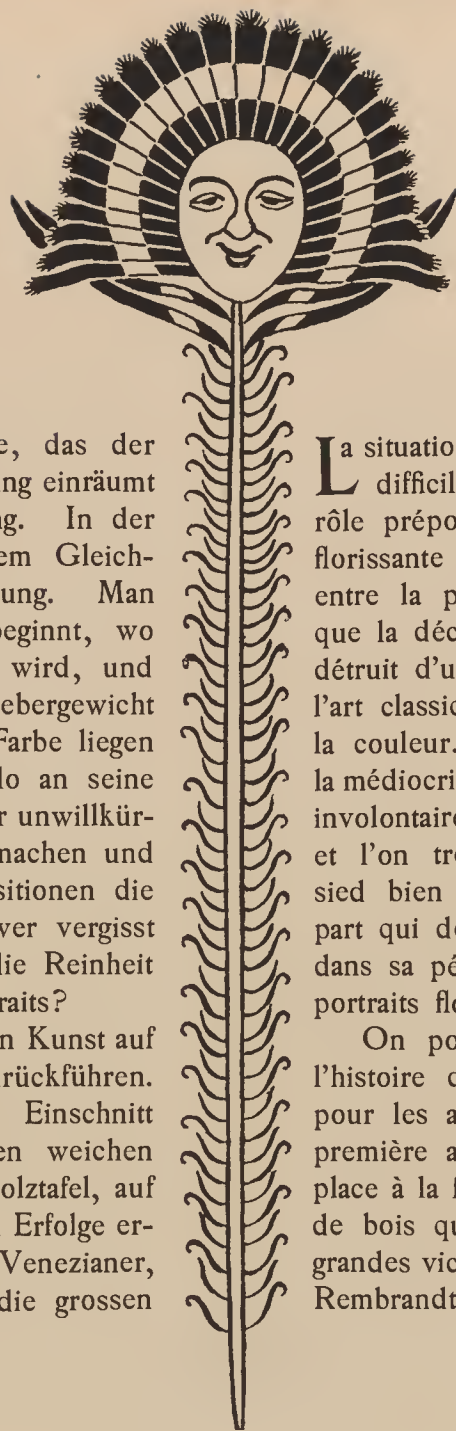 e, das der
ung einräumt
ng. In der
em Gleich-
ung. Man
beginnt, wo
wird, und
ebergewicht
Farbe liegen
lo an seine
r unwillkür-
machen und
sitionen die
wer vergisst
die Reinheit
raits?
n Kunst auf
rückführen.
Einschnitt
en weichen
olztafel, auf
Erfolge er-
Venezianer,
die grossen
La situatio
difficil
rôle prépo
florissante
entre la p
que la déc
détruit d'u
l'art classic
la couleur.
la médiocri
involontaire
et l'on tr
sied bien
part qui d
dans sa pé
portraits fl
On po
l'histoire d
pour les a
première a
place à la f
de bois qu
grandes vic
Rembrandt